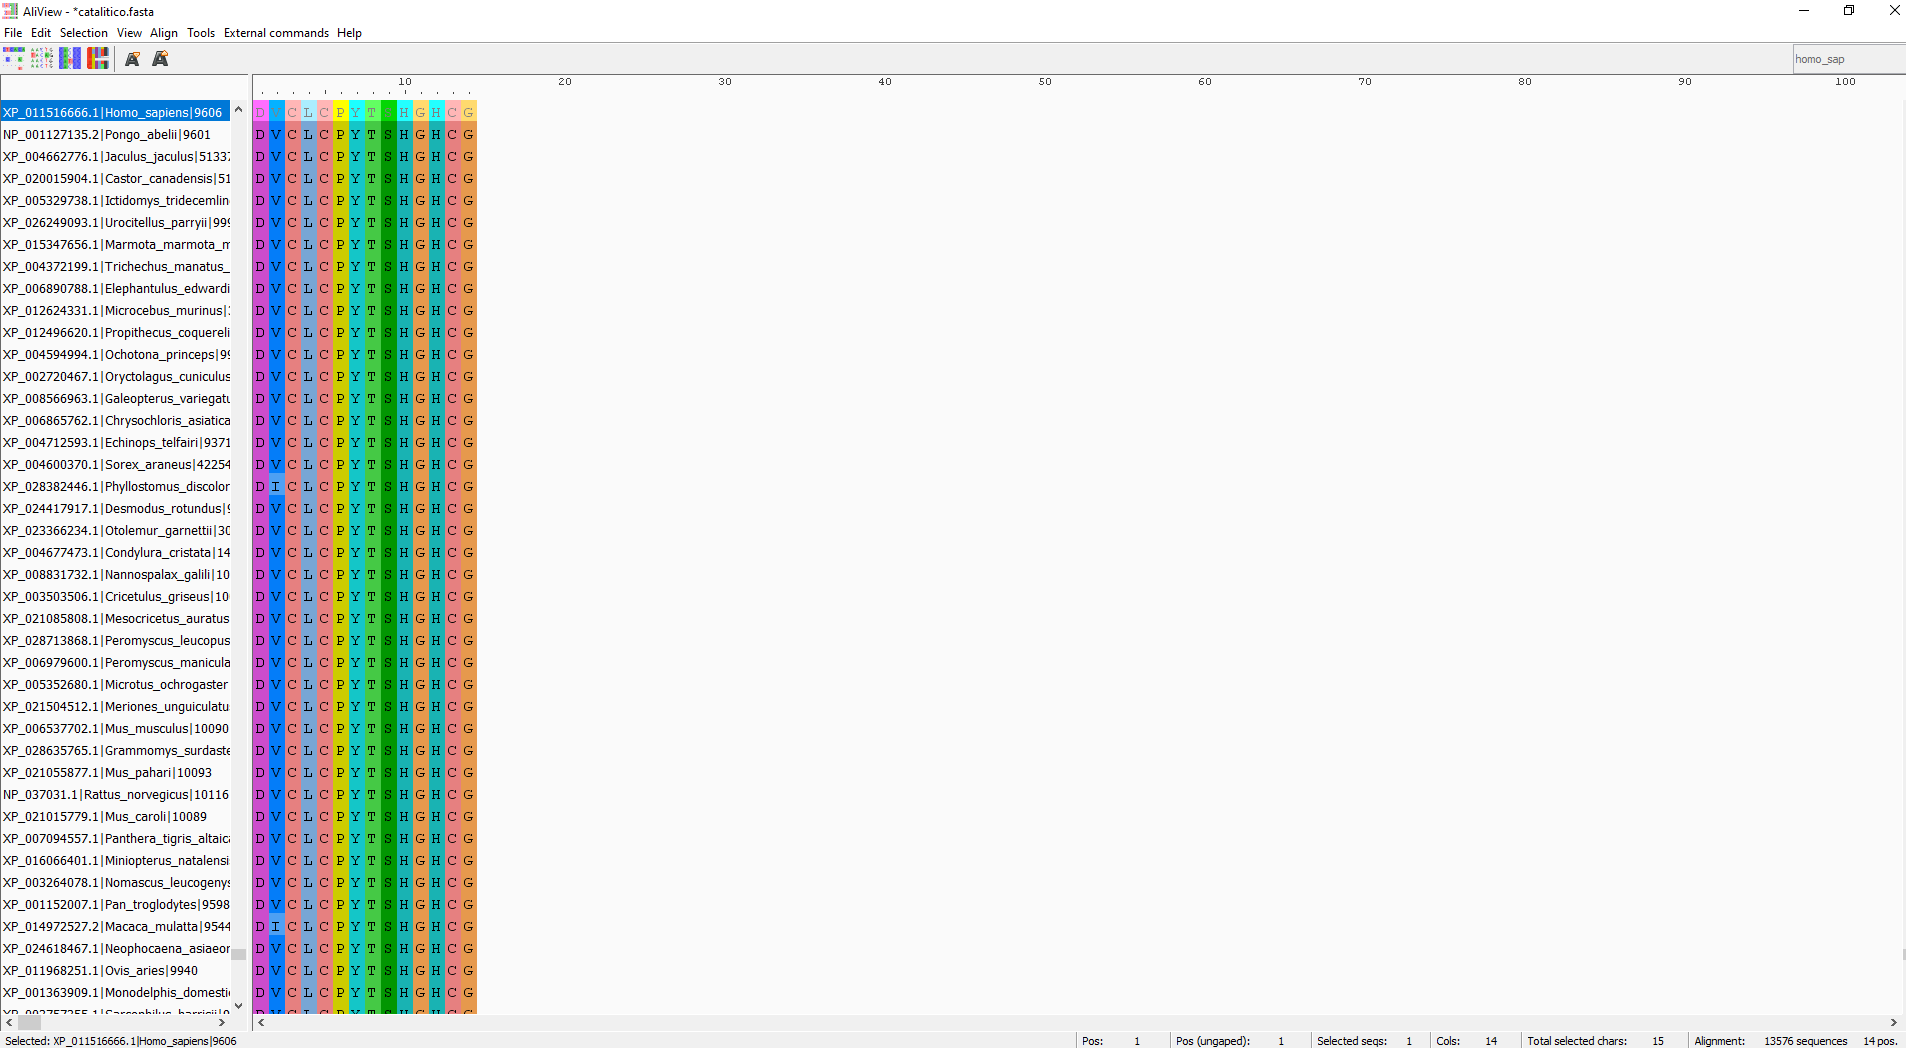 AliView - *catalitico.fasta
File Edit Selection View Align Tools External commands Help
homo_sap
10 20 30 40 50 60 70 80 90 100
XP_011516666.1|Homo_sapiens|9606 D V C L C P Y T S H G H C G
NP_001127135.2|Pongo_abelii|9601 D V C L C P Y T S H G H C G
XP_004662776.1|Jaculus_jaculus|51337 D V C L C P Y T S H G H C G
XP_020015904.1|Castor_canadensis|51 D V C L C P Y T S H G H C G
XP_005329738.1|Ictidomys_tridecemlin D V C L C P Y T S H G H C G
XP_026249093.1|Urocitellus_parryii|999 D V C L C P Y T S H G H C G
XP_015347656.1|Marmota_marmota_m D V C L C P Y T S H G H C G
XP_004372199.1|Trichechus_manatus_ D V C L C P Y T S H G H C G
XP_006890788.1|Elephantulus_edwardi D V C L C P Y T S H G H C G
XP_012624331.1|Microcebus_murinus| D V C L C P Y T S H G H C G
XP_012496620.1|Propithecus_coquereli D V C L C P Y T S H G H C G
XP_004594994.1|Ochotona_princeps|99 D V C L C P Y T S H G H C G
XP_002720467.1|Oryctolagus_cuniculus D V C L C P Y T S H G H C G
XP_008566963.1|Galeopterus_variegatu D V C L C P Y T S H G H C G
XP_006865762.1|Chrysochloris_asiatica D V C L C P Y T S H G H C G
XP_004712593.1|Echinops_telfairi|9371 D V C L C P Y T S H G H C G
XP_004600370.1|Sorex_araneus|42254 D V C L C P Y T S H G H C G
XP_028382446.1|Phyllostomus_discolor D I C L C P Y T S H G H C G
XP_024417917.1|Desmodus_rotundus|9 D V C L C P Y T S H G H C G
XP_023366234.1|Otolemur_garnettii|30 D V C L C P Y T S H G H C G
XP_004677473.1|Condylura_cristata|14 D V C L C P Y T S H G H C G
XP_008831732.1|Nannospalax_galili|10 D V C L C P Y T S H G H C G
XP_003503506.1|Cricetulus_griseus|10 D V C L C P Y T S H G H C G
XP_021085808.1|Mesocricetus_auratus D V C L C P Y T S H G H C G
XP_028713868.1|Peromyscus_leucopus D V C L C P Y T S H G H C G
XP_006979600.1|Peromyscus_manicula D V C L C P Y T S H G H C G
XP_005352680.1|Microtus_ochrogaster D V C L C P Y T S H G H C G
XP_021504512.1|Meriones_unguiculatu D V C L C P Y T S H G H C G
XP_006537702.1|Mus_musculus|10090 D V C L C P Y T S H G H C G
XP_028635765.1|Grammomys_surdaste D V C L C P Y T S H G H C G
XP_021055877.1|Mus_pahari|10093 D V C L C P Y T S H G H C G
NP_037031.1|Rattus_norvegicus|10116 D V C L C P Y T S H G H C G
XP_021015779.1|Mus_caroli|10089 D V C L C P Y T S H G H C G
XP_007094557.1|Panthera_tigris_altaica D V C L C P Y T S H G H C G
XP_016066401.1|Miniopterus_natalensi D V C L C P Y T S H G H C G
XP_003264078.1|Nomascus_leucogenys D V C L C P Y T S H G H C G
XP_001152007.1|Pan_troglodytes|9598 D V C L C P Y T S H G H C G
XP_014972527.2|Macaca_mulatta|9544 D I C L C P Y T S H G H C G
XP_024618467.1|Neophocaena_asiaeor D V C L C P Y T S H G H C G
XP_011968251.1|Ovis_aries|9940 D V C L C P Y T S H G H C G
XP_001363909.1|Monodelphis_domesti D V C L C P Y T S H G H C G
D V C L C P Y T S H G H C G
Selected: XP_011516666.1|Homo_sapiens|9606 Pos: 1 Pos (ungaped): 1 Selected seqs: 1 Cols: 14 Total selected chars: 15 Alignment: 13576 sequences 14 pos.